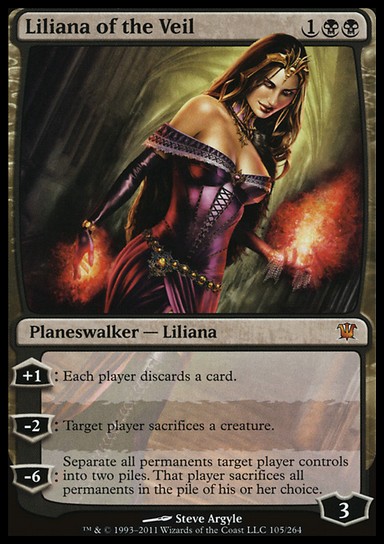 Liliana of the Veil 1
Planeswalker — Liliana
+1: Each player discards a card.
-2: Target player sacrifices a creature.
-6: Separate all permanents target player controls
into two piles. That player sacrifices all
permanents in the pile of his or her choice.
Steve Argyle
3
™ & © 1993–2011 Wizards of the Coast LLC 105/264